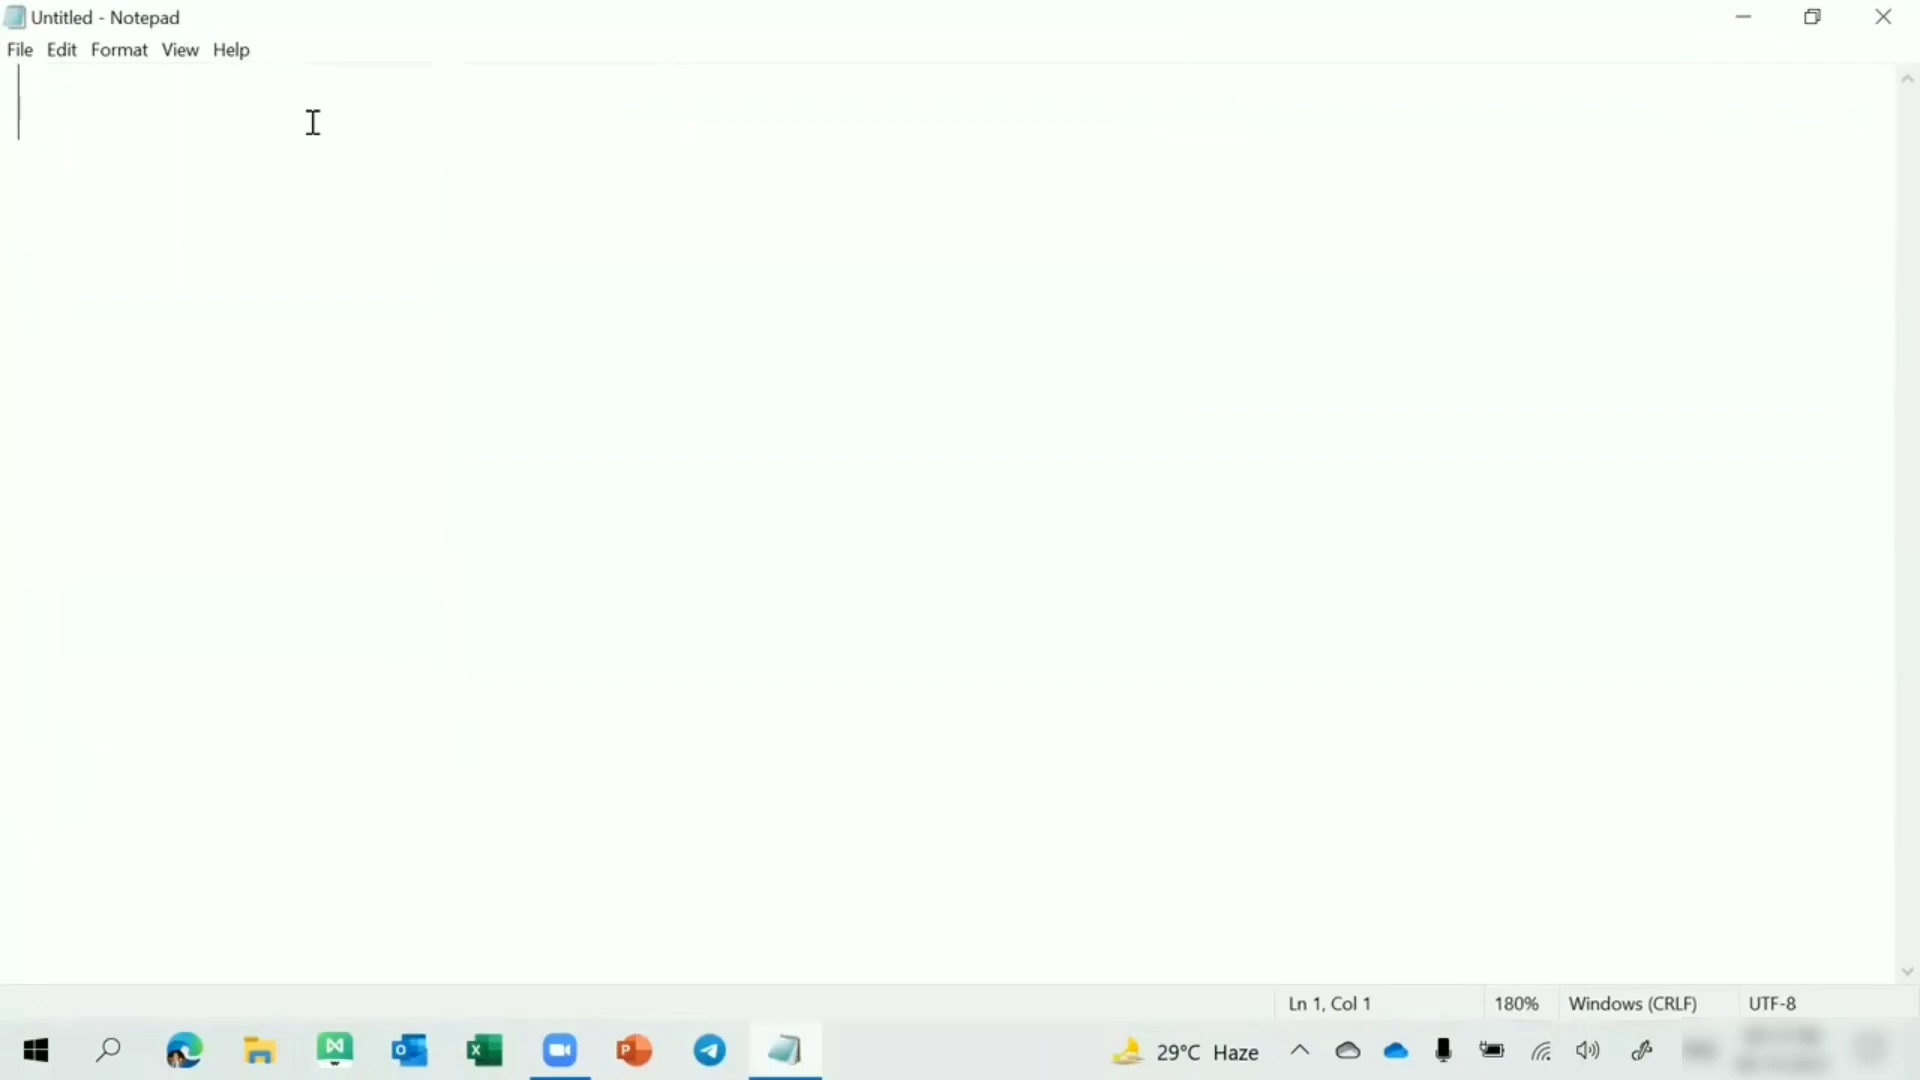 Untitled - Notepad
File Edit Format View Help
Ln 1, Col 1 180% Windows (CRLF) UTF-8
29°C Haze